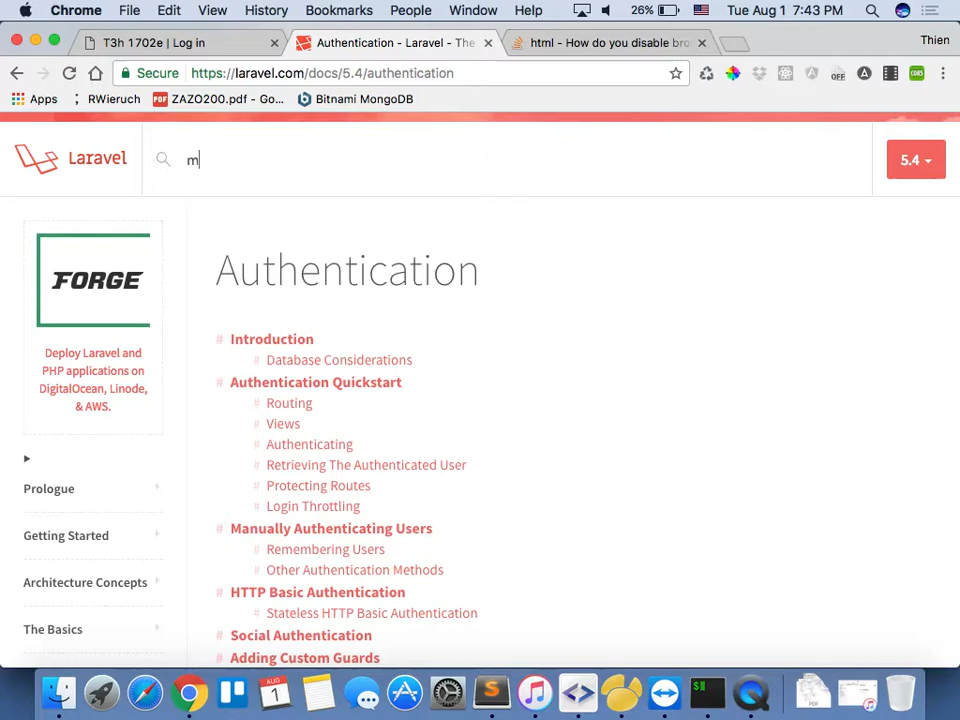 Chrome File Edit View History Bookmarks People Window Help 26% Tue Aug 1 7:43 PM
T3h 1702e | Log in
Authentication - Laravel - The
html - How do you disable bro
Thien
Secure https://laravel.com/docs/5.4/authentication
OFF
CORS
Apps RWieruch ZAZO200.pdf - Go... Bitnami MongoDB
Laravel
m
5.4
FORGE
Deploy Laravel and
PHP applications on
DigitalOcean, Linode,
& AWS.
Prologue
Getting Started
Architecture Concepts
The Basics
Authentication
# Introduction
# Database Considerations
# Authentication Quickstart
# Routing
# Views
# Authenticating
# Retrieving The Authenticated User
# Protecting Routes
# Login Throttling
# Manually Authenticating Users
# Remembering Users
# Other Authentication Methods
# HTTP Basic Authentication
# Stateless HTTP Basic Authentication
# Social Authentication
# Adding Custom Guards
AUG
1